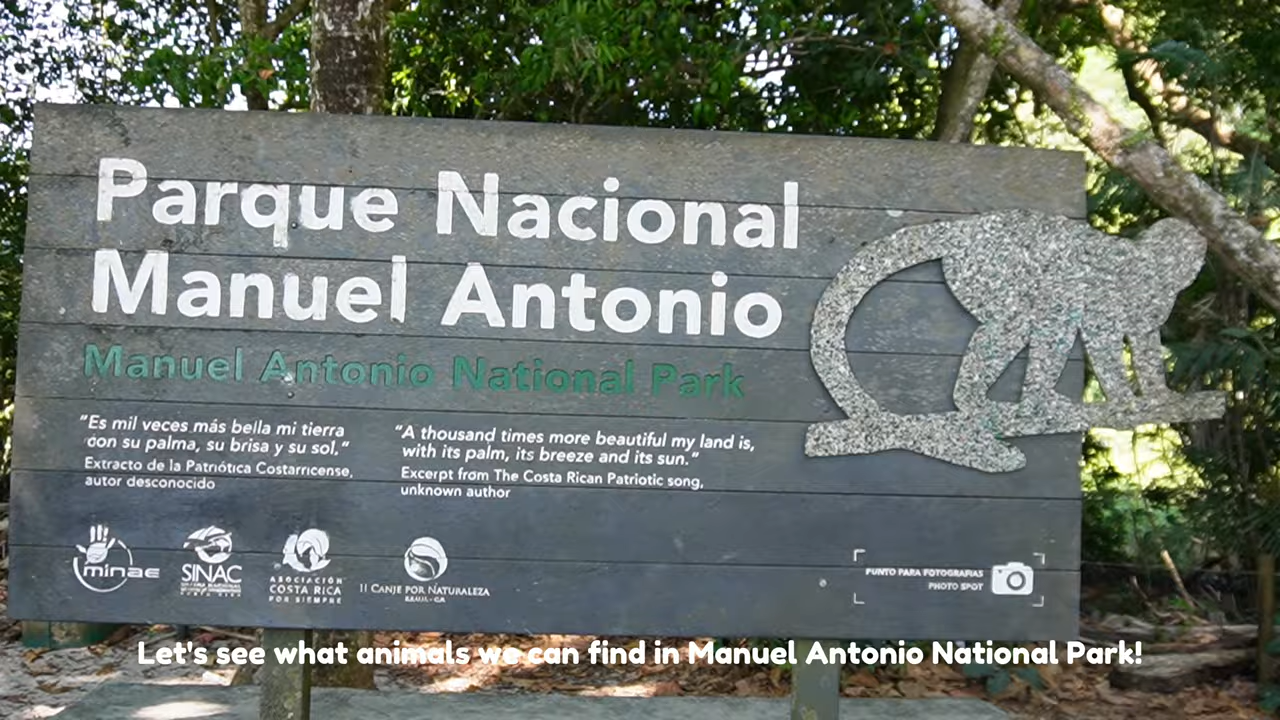 Parque Nacional
Manuel Antonio
Manuel Antonio National Park
"Es mil veces más bella mi tierra
con su palma, su brisa y su sol,"
Extracto de la Patriótica Costarricense,
autor desconocido
"A thousand times more beautiful my land is,
with its palm, its breeze and its sun."
Excerpt from The Costa Rican Patriotic song,
unknown author
minae
SINAC
ASOCIACIÓN
COSTA RICA
POR SIEMPRE
II CANJE POR NATURALEZA
PUNTO PARA FOTOGRAFIAS
PHOTO SPOT
Let's see what animals we can find in Manuel Antonio National Park!